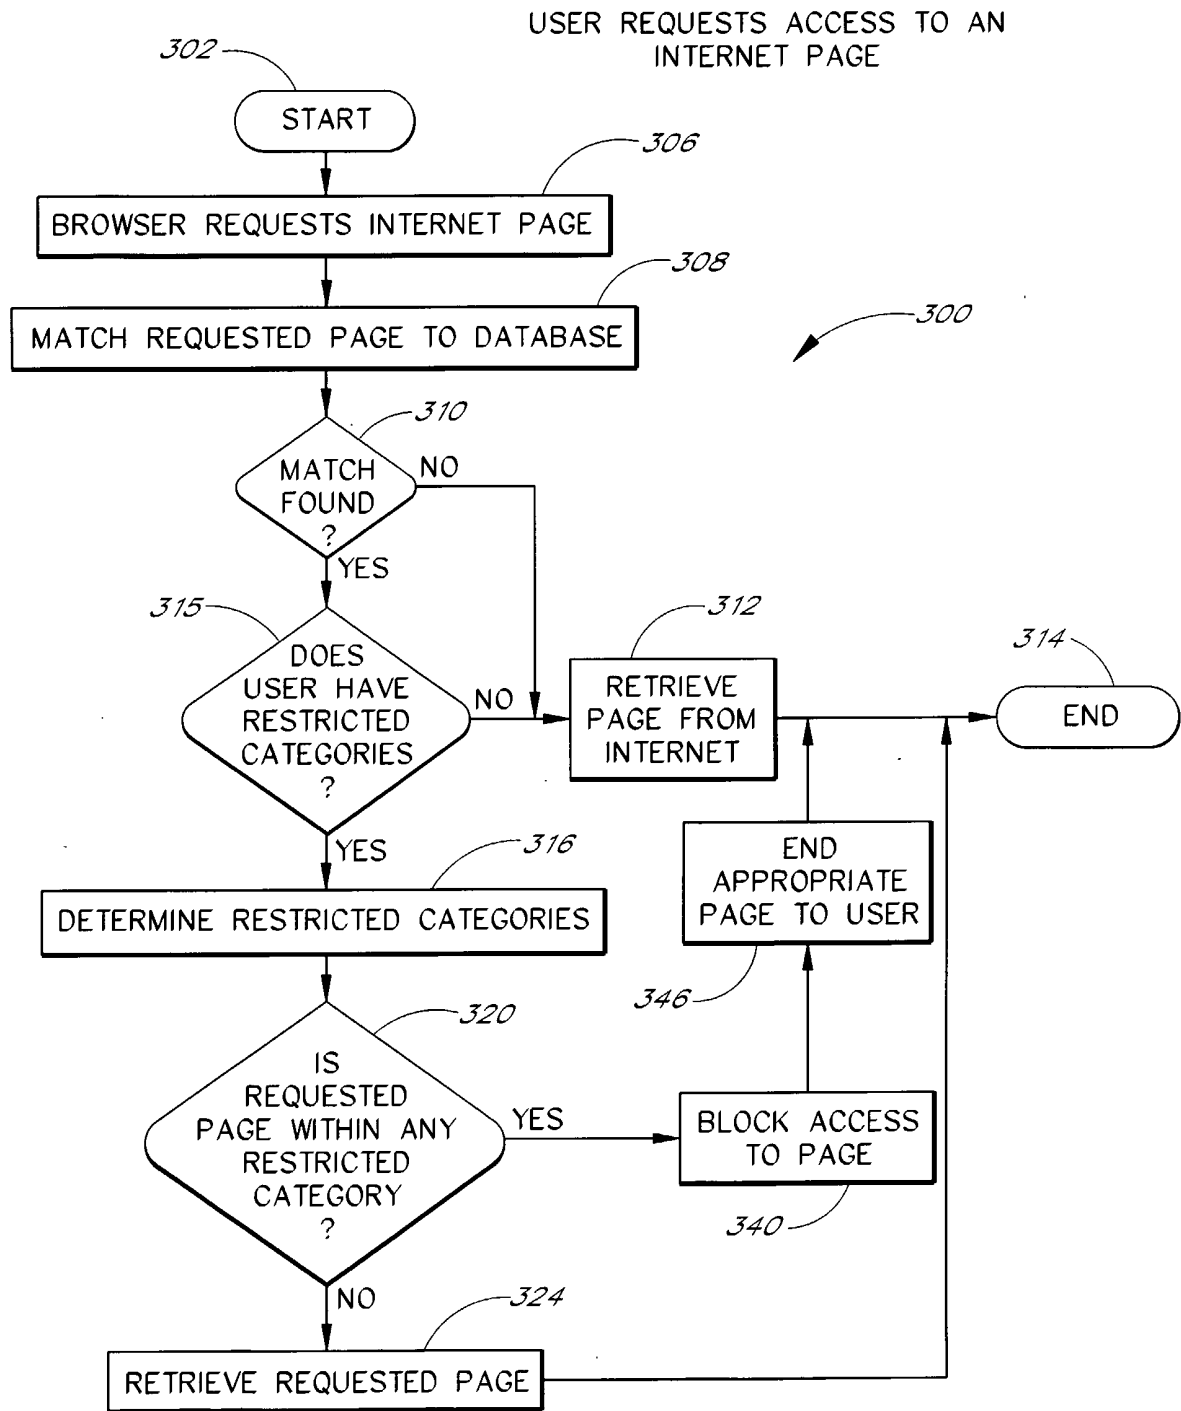 USER REQUESTS ACCESS TO AN
INTERNET PAGE
302
START
306
BROWSER REQUESTS INTERNET PAGE
308
MATCH REQUESTED PAGE TO DATABASE
300
310
MATCH
FOUND
?
NO
YES
315
DOES
USER HAVE
RESTRICTED
CATEGORIES
?
NO
312
RETRIEVE
PAGE FROM
INTERNET
314
END
YES
316
DETERMINE RESTRICTED CATEGORIES
END
APPROPRIATE
PAGE TO USER
346
320
IS
REQUESTED
PAGE WITHIN ANY
RESTRICTED
CATEGORY
?
YES
BLOCK ACCESS
TO PAGE
340
NO
324
RETRIEVE REQUESTED PAGE